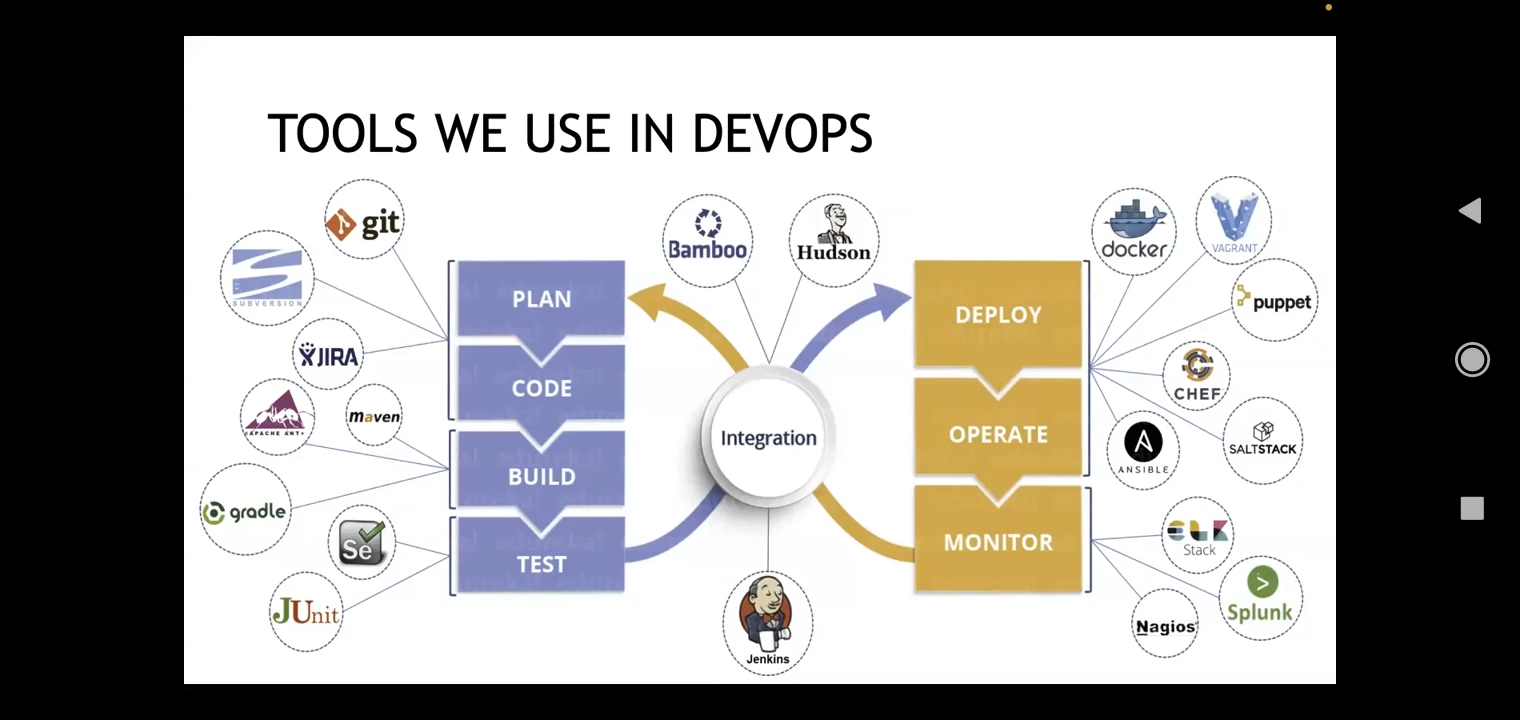 TOOLS WE USE IN DEVOPS
git
SUBVERSION
JIRA
APACHE ANT
maven
gradle
Se
JUnit
PLAN
CODE
BUILD
TEST
Bamboo
Hudson
Integration
Jenkins
DEPLOY
OPERATE
MONITOR
docker
VAGRANT
puppet
CHEF
SALTSTACK
A
ANSIBLE
ELK
Stack
>
Splunk
Nagios